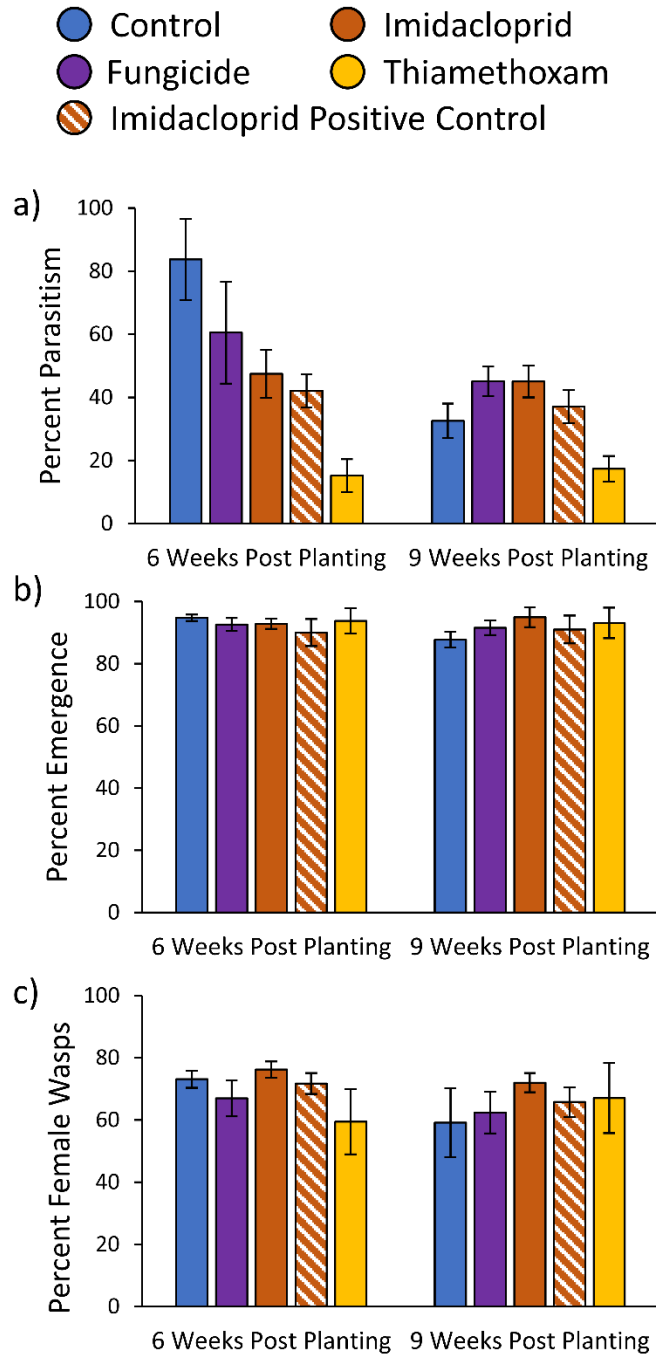 Control Imidacloprid
Fungicide Thiamethoxam
Imidacloprid Positive Control
a)
Percent Parasitism
100
80
60
40
20
0
6 Weeks Post Planting 9 Weeks Post Planting
b)
Percent Emergence
100
80
60
40
20
0
6 Weeks Post Planting 9 Weeks Post Planting
c)
Percent Female Wasps
100
80
60
40
20
0
6 Weeks Post Planting 9 Weeks Post Planting